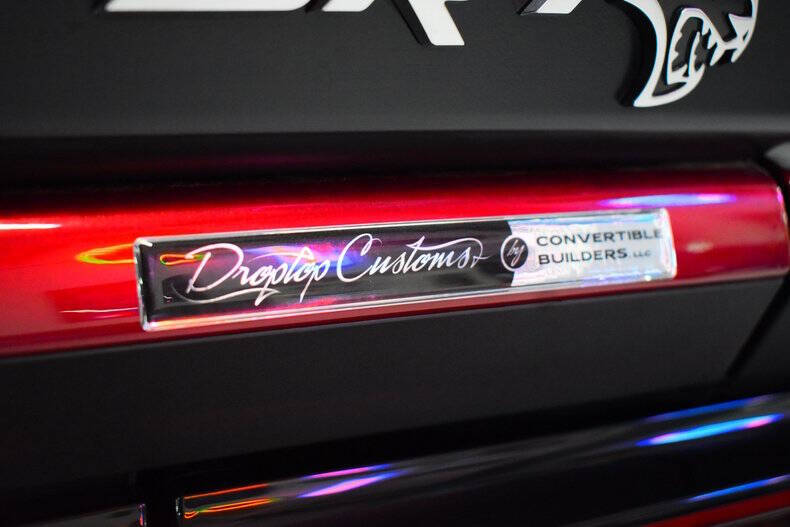 Droptop Customs by CONVERTIBLE
BUILDERS, LLC